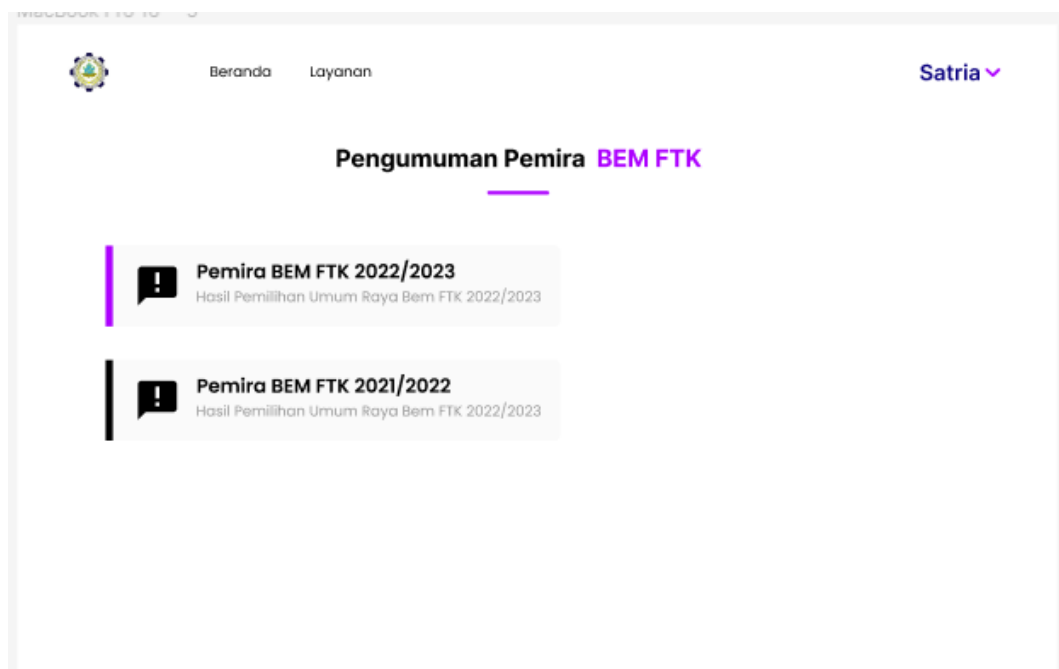 Beranda Layanan Satria
Pengumuman Pemira BEM FTK
Pemira BEM FTK 2022/2023
Hasil Pemilihan Umum Raya Bem FTK 2022/2023
Pemira BEM FTK 2021/2022
Hasil Pemilihan Umum Raya Bem FTK 2022/2023